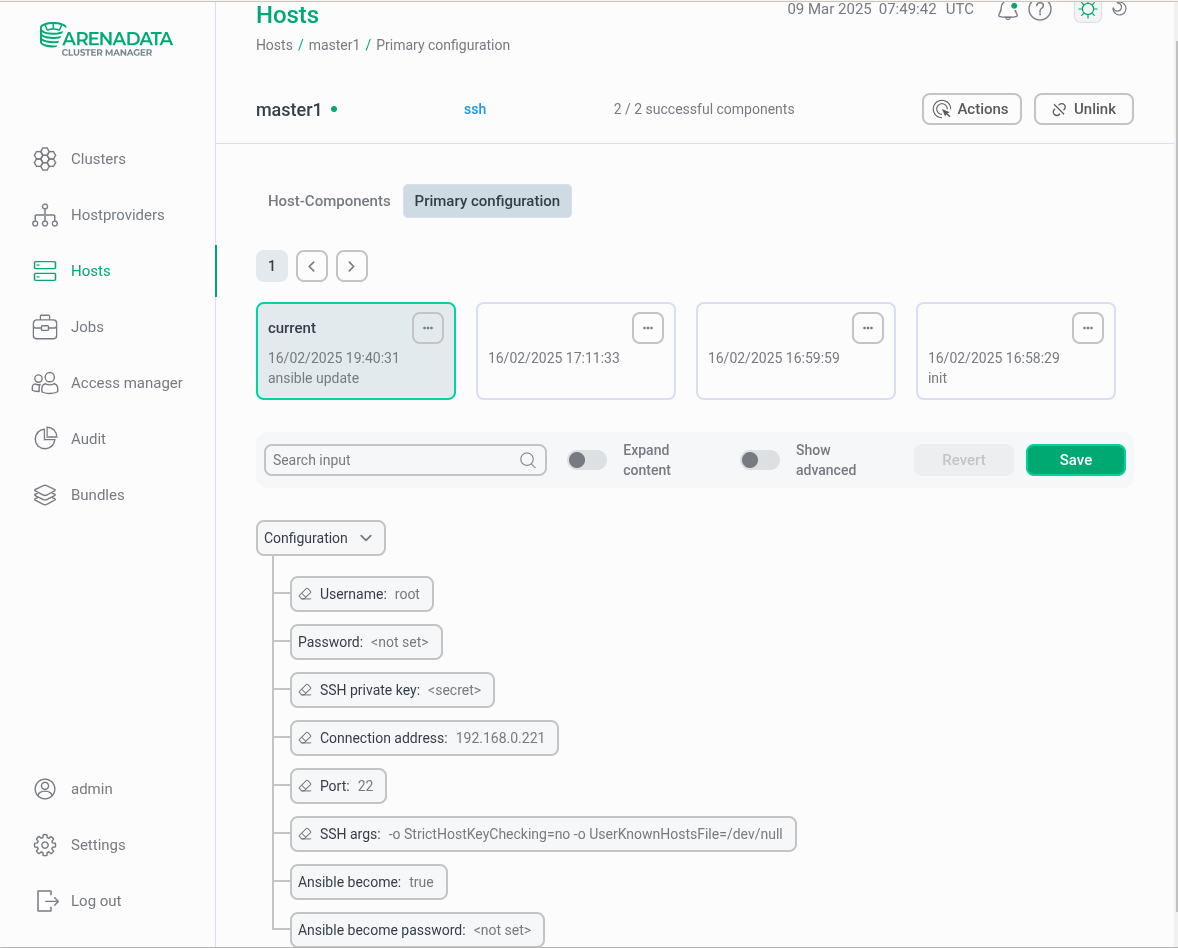 Hosts
09 Mar 2025 07:49:42 UTC
ARENADATA
CLUSTER MANAGER
Hosts / master1 / Primary configuration
master1
ssh
2 / 2 successful components
Actions
Unlink
Clusters
Hostproviders
Hosts
Jobs
Access manager
Audit
Bundles
admin
Settings
Log out
Host-Components
Primary configuration
1
current
16/02/2025 19:40:31
ansible update
16/02/2025 17:11:33
16/02/2025 16:59:59
16/02/2025 16:58:29
init
Search input
Expand
content
Show
advanced
Revert
Save
Configuration
Username: root
Password: <not set>
SSH private key: <secret>
Connection address: 192.168.0.221
Port: 22
SSH args: -o StrictHostKeyChecking=no -o UserKnownHostsFile=/dev/null
Ansible become: true
Ansible become password: <not set>